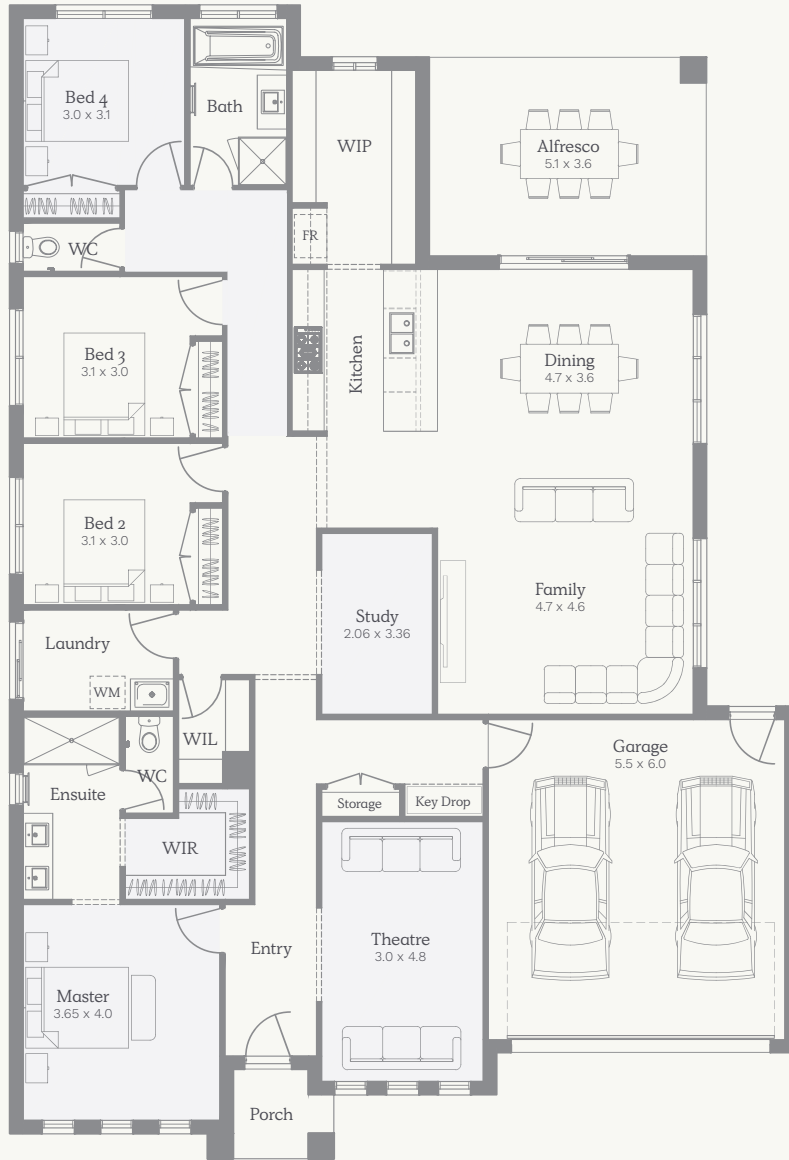 Bed 4
3.0 x 3.1
Bath
WIP
Alfresco
5.1 x 3.6
FR
WC
Bed 3
3.1 x 3.0
Kitchen
Dining
4.7 x 3.6
Bed 2
3.1 x 3.0
Study
2.06 x 3.36
Family
4.7 x 4.6
Laundry
WM
WIL
WC
Ensuite
Garage
5.5 x 6.0
Storage
Key Drop
WIR
Entry
Theatre
3.0 x 4.8
Master
3.65 x 4.0
Porch